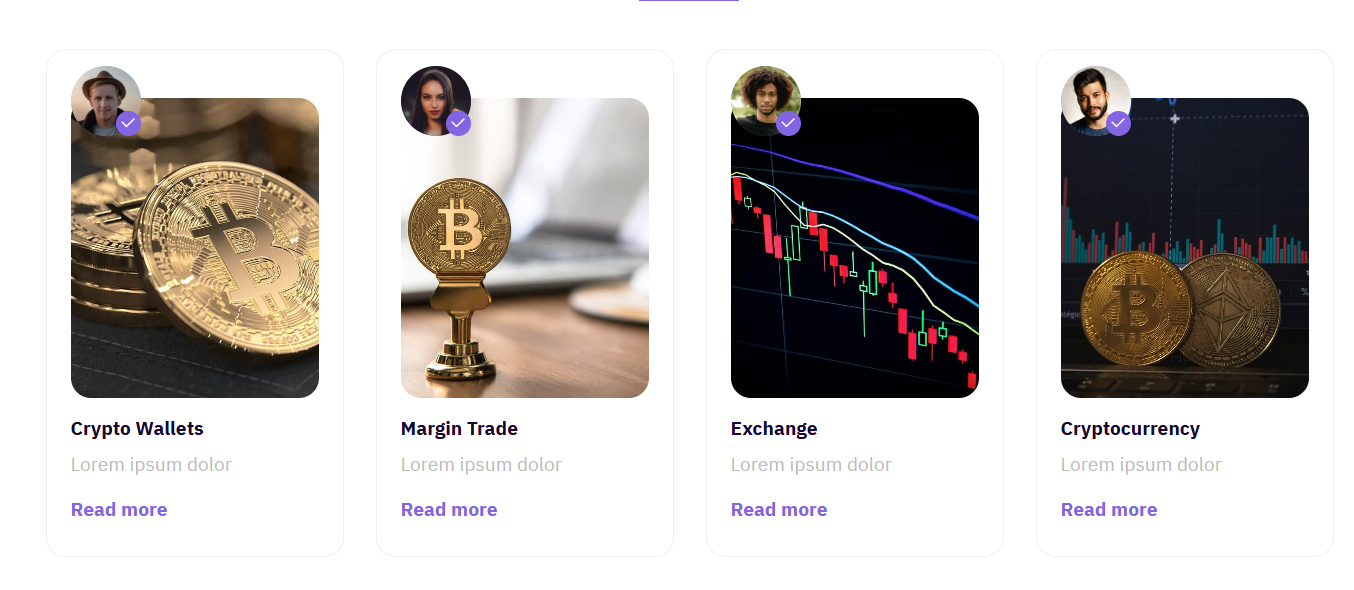 Crypto Wallets
Lorem ipsum dolor
Read more
Margin Trade
Lorem ipsum dolor
Read more
Exchange
Lorem ipsum dolor
Read more
Cryptocurrency
Lorem ipsum dolor
Read more